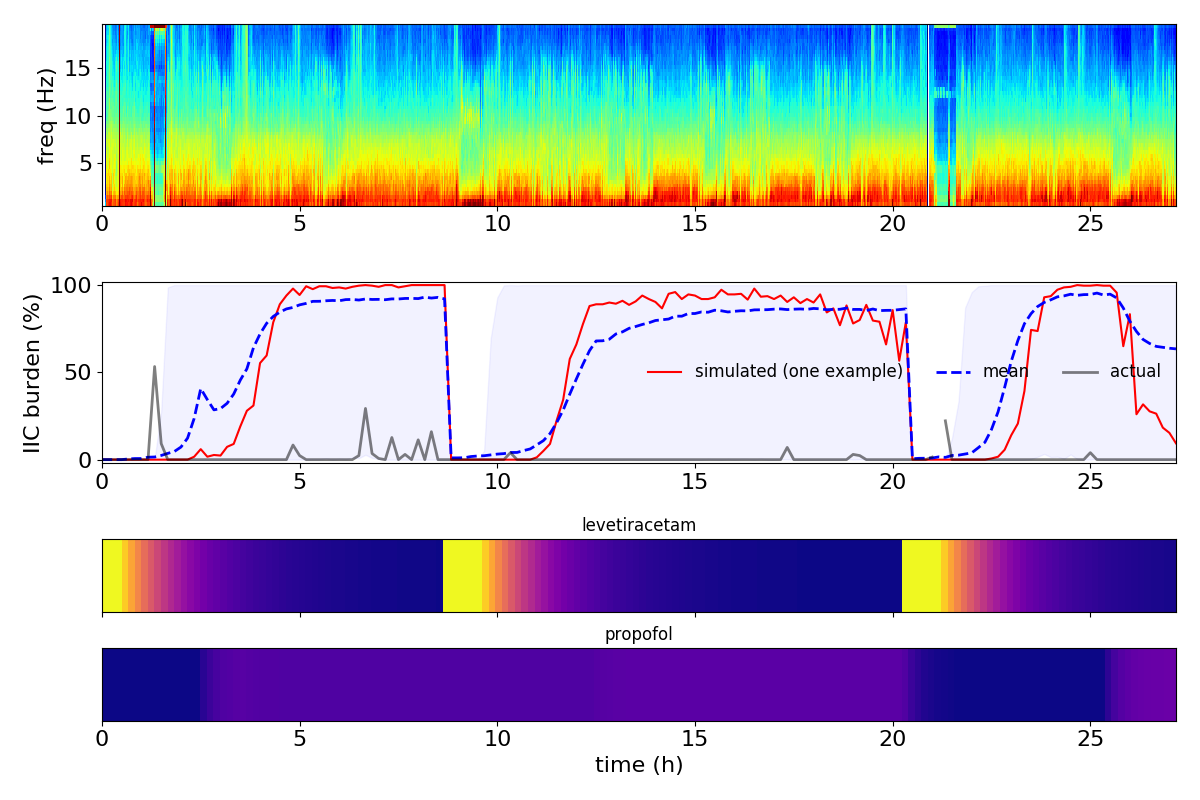 freq (Hz)
15
10
5
0 5 10 15 20 25
IIC burden (%)
100
50
0
simulated (one example) mean actual
0 5 10 15 20 25
levetiracetam
propofol
0 5 10 15 20 25
time (h)